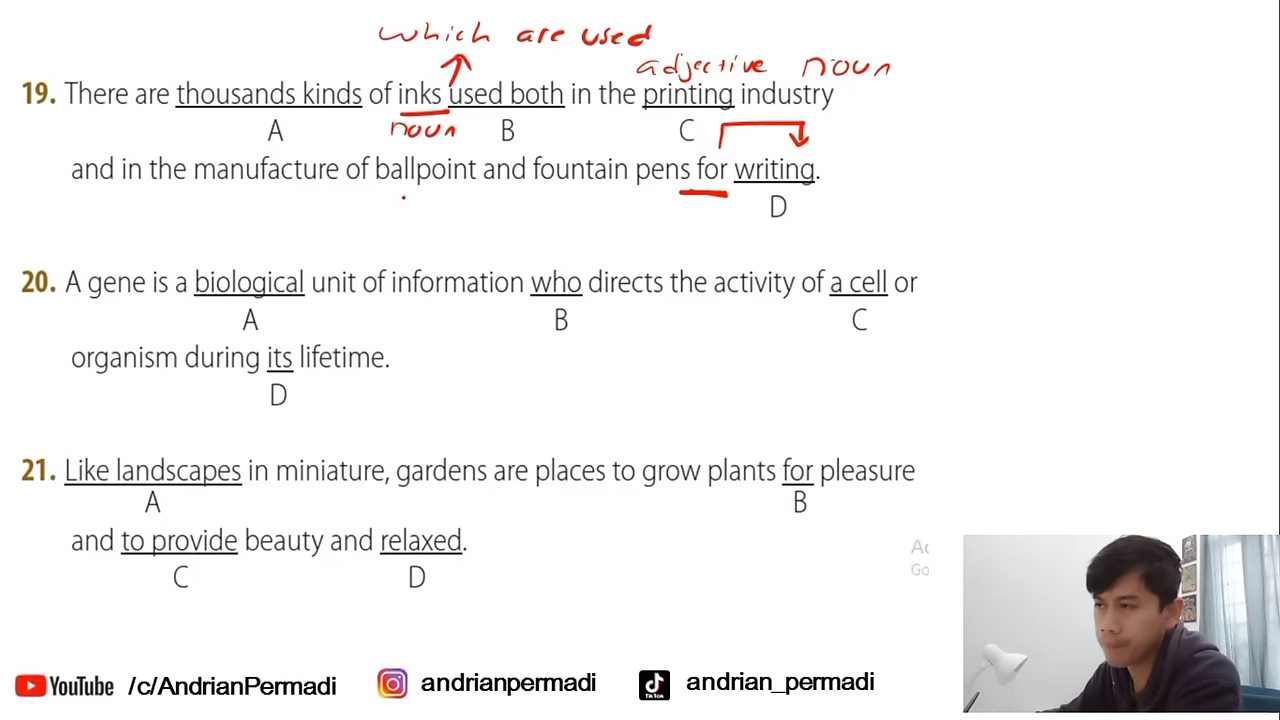 which are used
adjective noun
19. There are thousands kinds of inks used both in the printing industry
A noun B C
and in the manufacture of ballpoint and fountain pens for writing.
D
20. A gene is a biological unit of information who directs the activity of a cell or
A B C
organism during its lifetime.
D
21. Like landscapes in miniature, gardens are places to grow plants for pleasure
A B
and to provide beauty and relaxed.
C D
Ac
Go
YouTube /c/AndrianPermadi andrianpermadi TikTok andrian_permadi